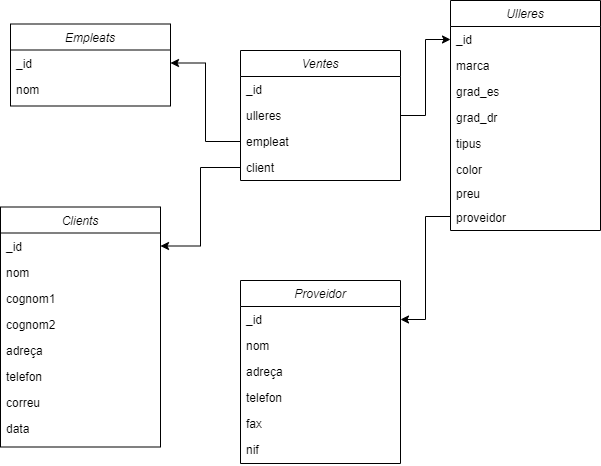 Empleats
_id
nom
Ventes
_id
ulleres
empleat
client
Ulleres
_id
marca
grad_es
grad_dr
tipus
color
preu
proveidor
Clients
_id
nom
cognom1
cognom2
adreça
telefon
correu
data
Proveidor
_id
nom
adreça
telefon
fax
nif